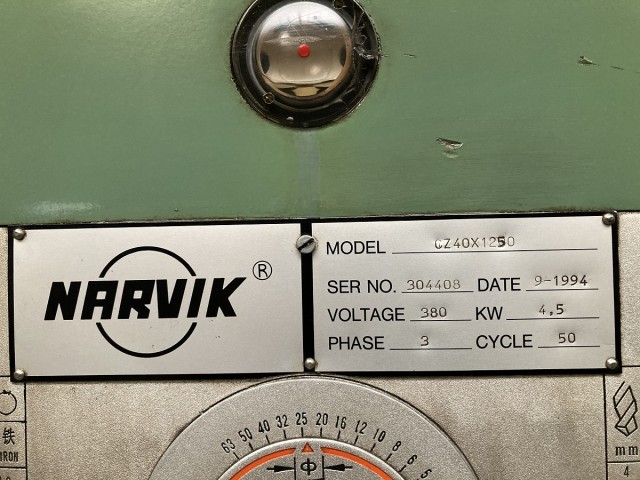 NARVIK ®
MODEL CZ40X1250
SER NO. 304408 DATE 9-1994
VOLTAGE 380 KW 4,5
PHASE 3 CYCLE 50
63 50 40 32 25 20 16 12 10 8 6 5
Φ
铁
IRON
mm
4